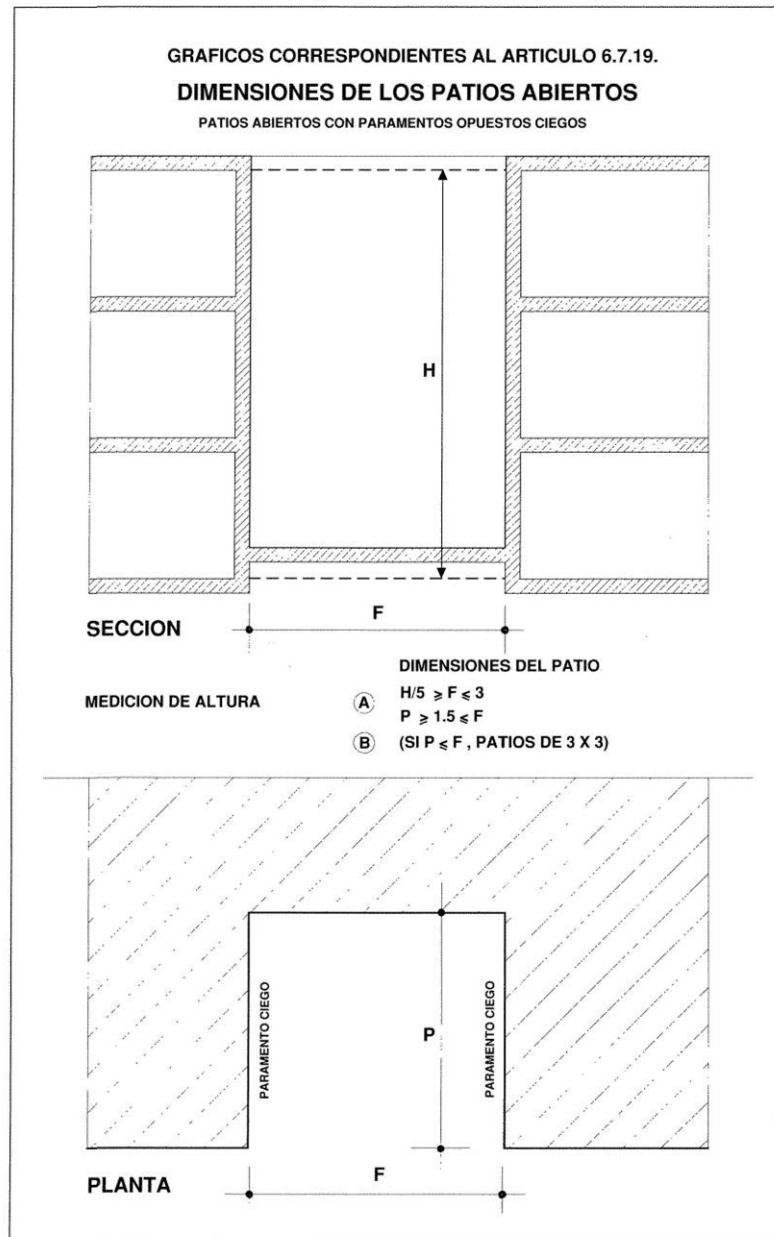 GRAFICOS CORRESPONDIENTES AL ARTICULO 6.7.19.
DIMENSIONES DE LOS PATIOS ABIERTOS
PATIOS ABIERTOS CON PARAMENTOS OPUESTOS CIEGOS
H
F
SECCION
DIMENSIONES DEL PATIO
MEDICION DE ALTURA
A H/5 ⩾ F ⩽ 3
P ⩾ 1.5 ⩽ F
B (SI P ⩽ F , PATIOS DE 3 X 3)
PARAMENTO CIEGO
P
PARAMENTO CIEGO
F
PLANTA